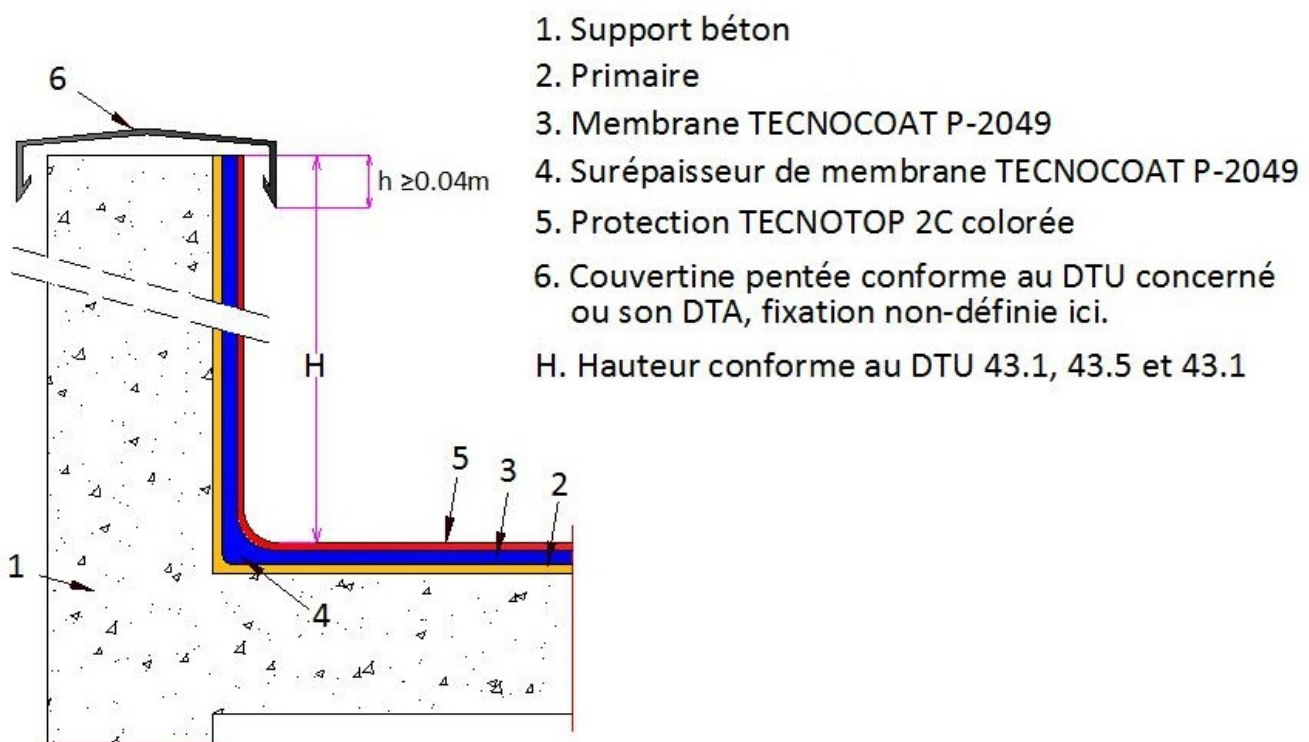 1. Support béton
2. Primaire
3. Membrane TECNOCOAT P-2049
4. Surépaisseur de membrane TECNOCOAT P-2049
5. Protection TECNOTOP 2C colorée
6. Couvertine pentée conforme au DTU concerné
ou son DTA, fixation non-définie ici.
H. Hauteur conforme au DTU 43.1, 43.5 et 43.1
6
h ≥0.04m
H
5
3
2
1
4